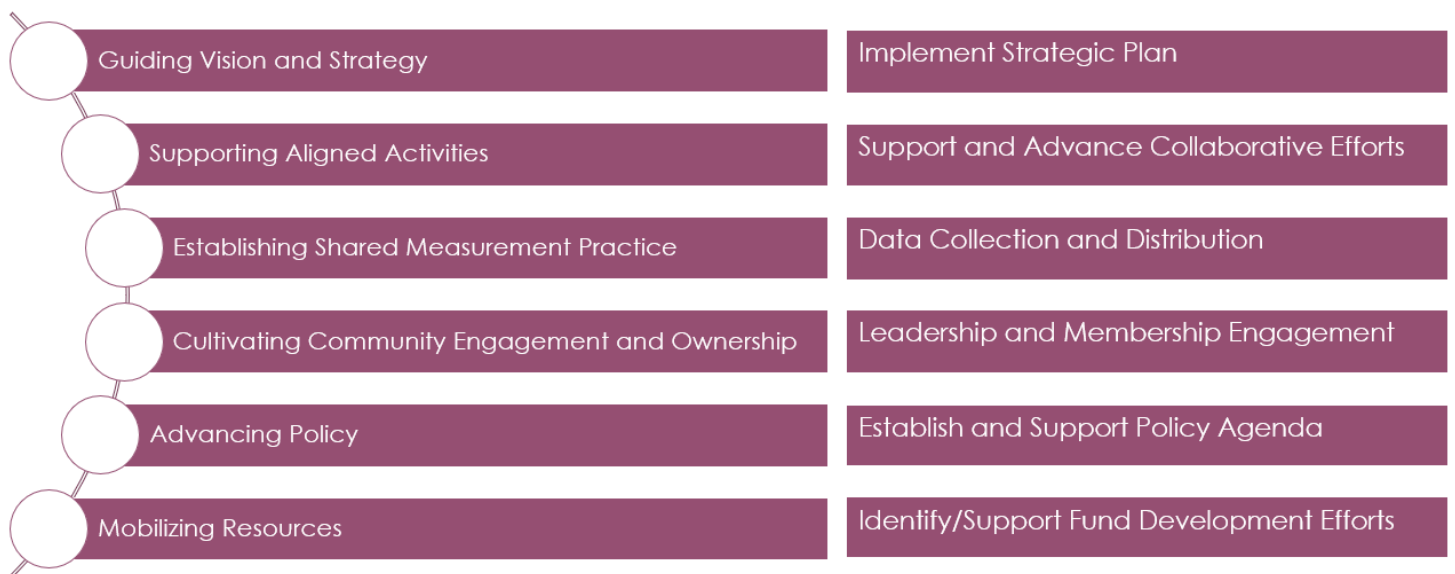 Guiding Vision and Strategy
Implement Strategic Plan
Supporting Aligned Activities
Support and Advance Collaborative Efforts
Establishing Shared Measurement Practice
Data Collection and Distribution
Cultivating Community Engagement and Ownership
Leadership and Membership Engagement
Advancing Policy
Establish and Support Policy Agenda
Mobilizing Resources
Identify/Support Fund Development Efforts